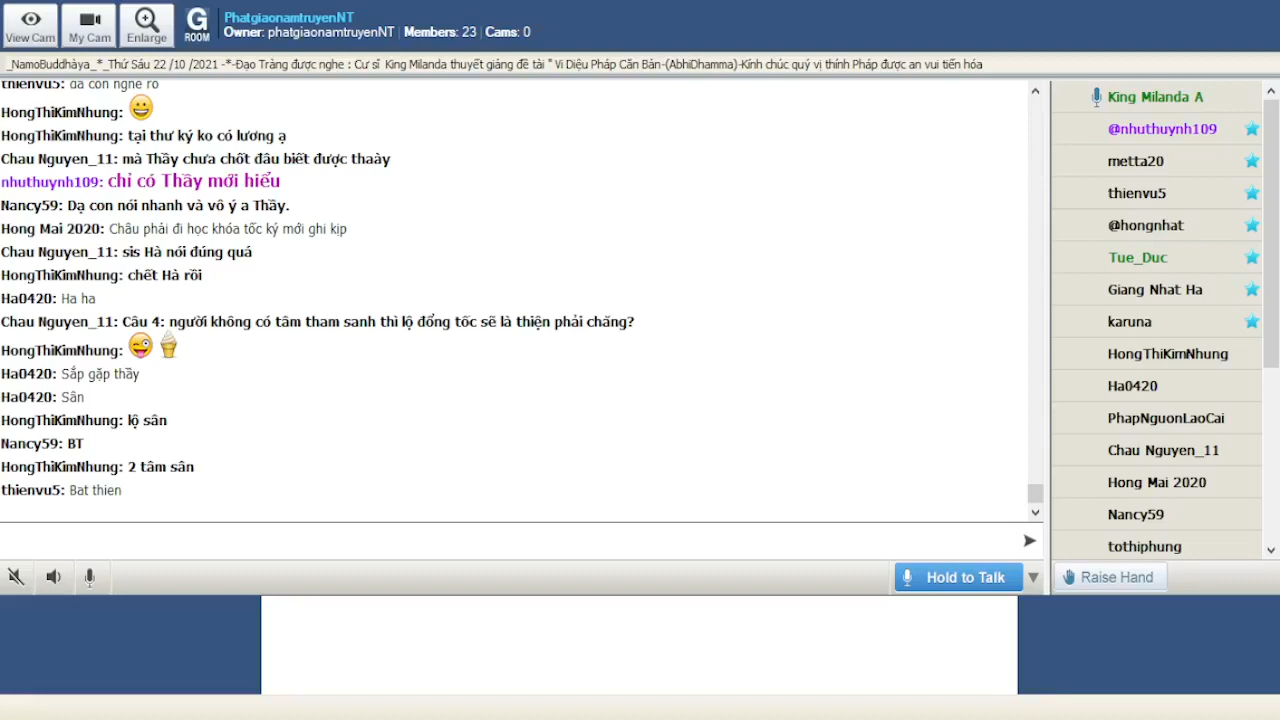 View Cam
My Cam
Enlarge
G
ROOM
PhatgiaonamtruyenNT
Owner: phatgiaonamtruyenNT | Members: 23 | Cams: 0
_NamoBuddhàya_*_Thứ Sáu 22 /10 /2021 -*-Đạo Tràng được nghe : Cư sĩ King Milanda thuyết giảng đề tài " Vi Diệu Pháp Căn Bản-(AbhiDhamma)-Kính chúc quý vị thính Pháp được an vui tiến hóa
thienvu5: da con nghe ro
HongThiKimNhung:
HongThiKimNhung: tại thư ký ko có lương ạ
Chau Nguyen_11: mà Thầy chưa chốt đâu biết được thaày
nhuthuynh109: chỉ có Thầy mới hiểu
Nancy59: Dạ con nói nhanh và vô ý a Thầy.
Hong Mai 2020: Châu phải đi học khóa tốc ký mới ghi kịp
Chau Nguyen_11: sis Hà nói đúng quá
HongThiKimNhung: chết Hà rồi
Ha0420: Ha ha
Chau Nguyen_11: Câu 4: người không có tâm tham sanh thì lộ đổng tốc sẽ là thiện phải chăng?
HongThiKimNhung:
Ha0420: Sắp gặp thầy
Ha0420: Sân
HongThiKimNhung: lộ sân
Nancy59: BT
HongThiKimNhung: 2 tâm sân
thienvu5: Bat thien
King Milanda A
@nhuthuynh109
metta20
thienvu5
@hongnhat
Tue_Duc
Giang Nhat Ha
karuna
HongThiKimNhung
Ha0420
PhapNguonLaoCai
Chau Nguyen_11
Hong Mai 2020
Nancy59
tothiphung
Hold to Talk
Raise Hand